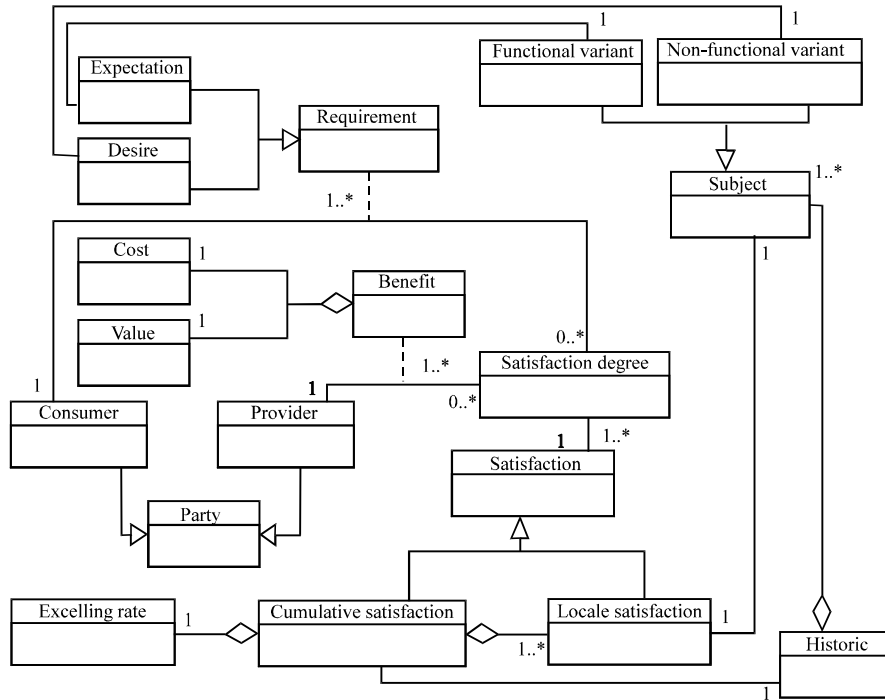 1
1
Functional variant
Non-functional variant
Expectation
Requirement
Desire
1..*
1..*
Subject
Cost
1
1
Benefit
Value
1
0..*
1..*
Satisfaction degree
1
1
0..*
Consumer
Provider
1
1..*
Satisfaction
Party
Excelling rate
1
Cumulative satisfaction
Locale satisfaction
1
1..*
Historic
1